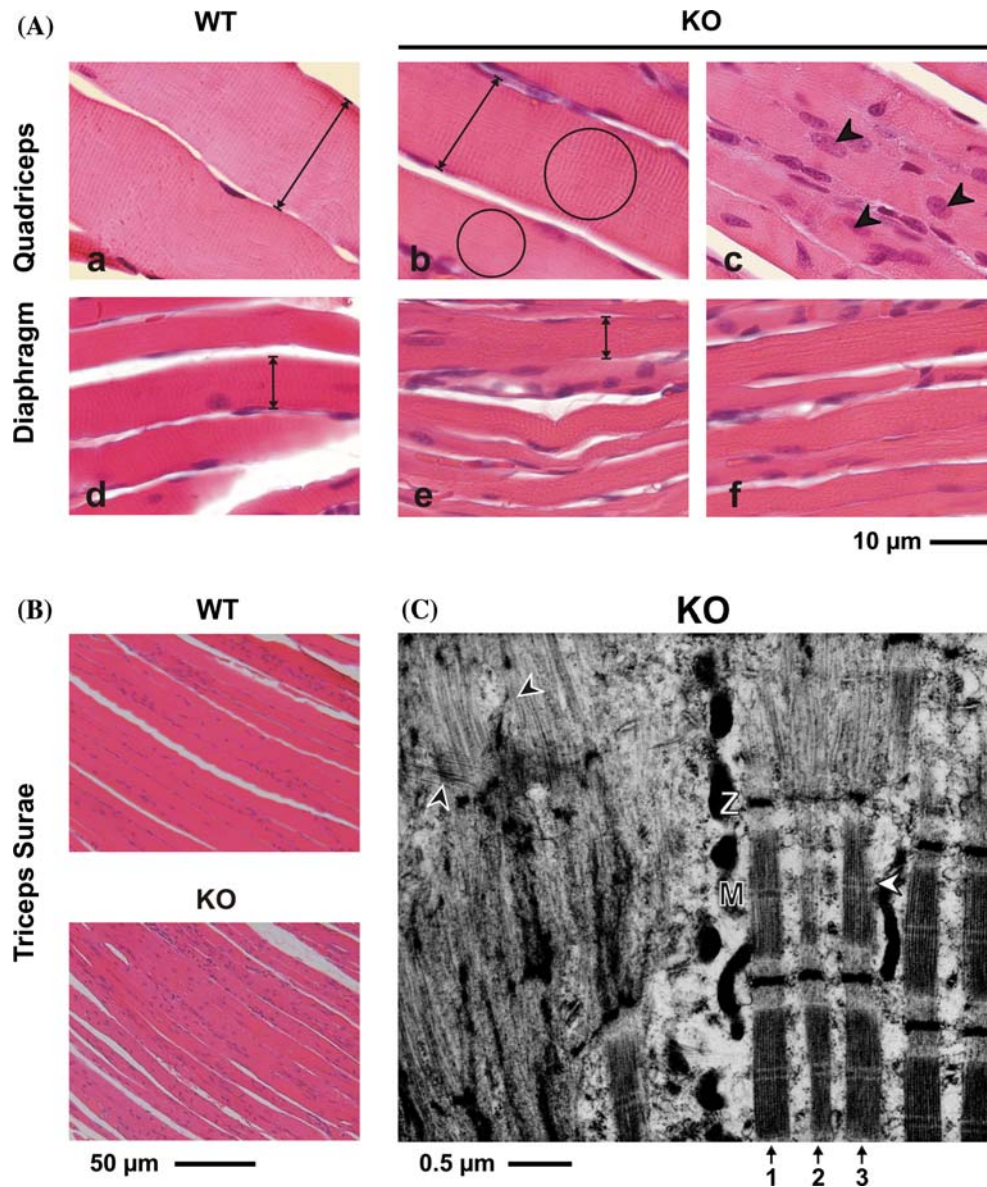 (A)
WT
KO
Quadriceps
a
b
c
Diaphragm
d
e
f
10 µm
(B)
WT
(C)
KO
Triceps Surae
KO
Z
M
50 µm
0.5 µm
1
2
3